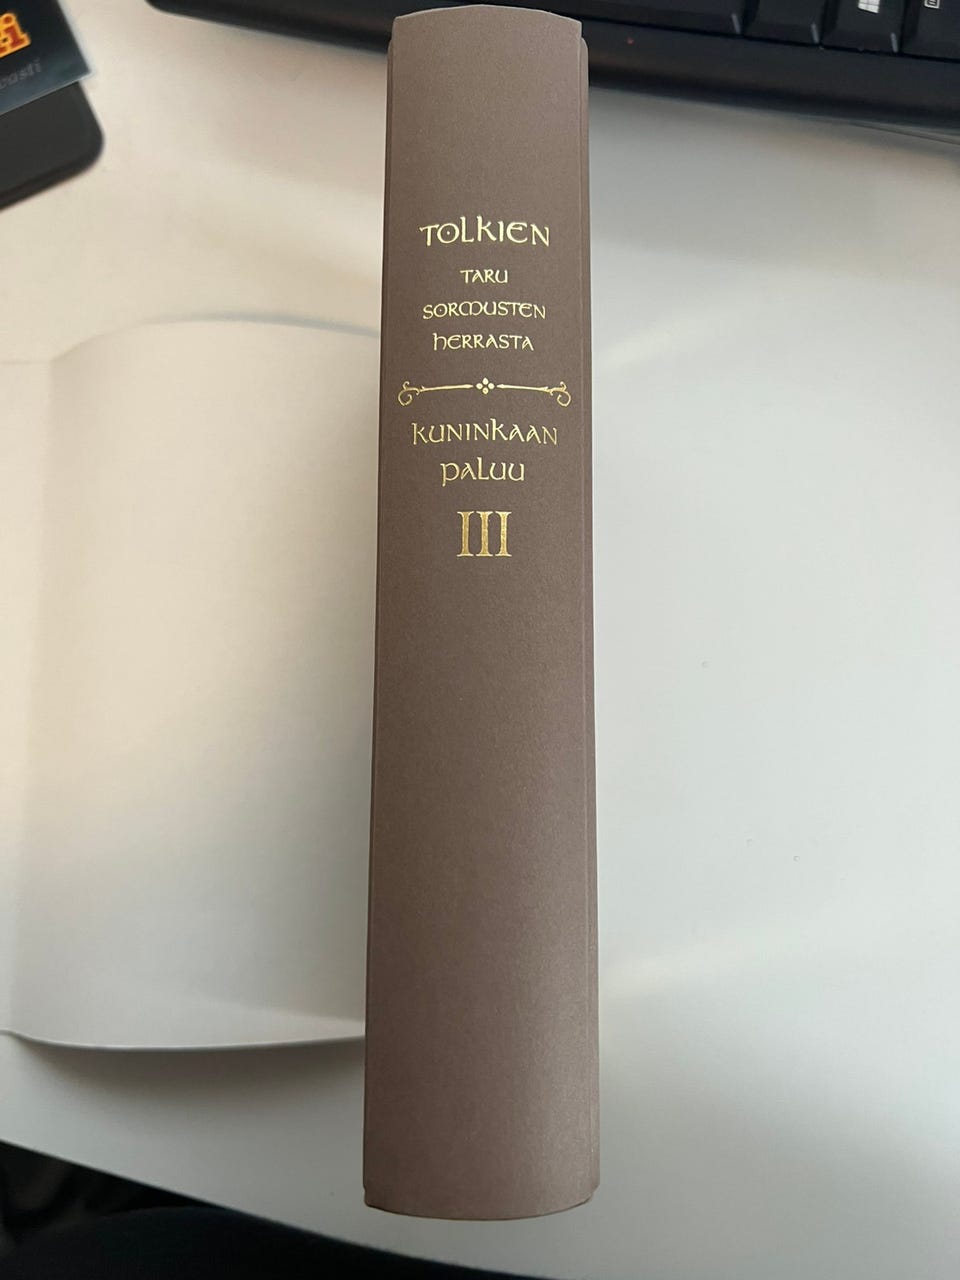 TOLKIEN
TARU
SORMUSTEN
HERRASTA
KUNINKAAN
PALUU
III